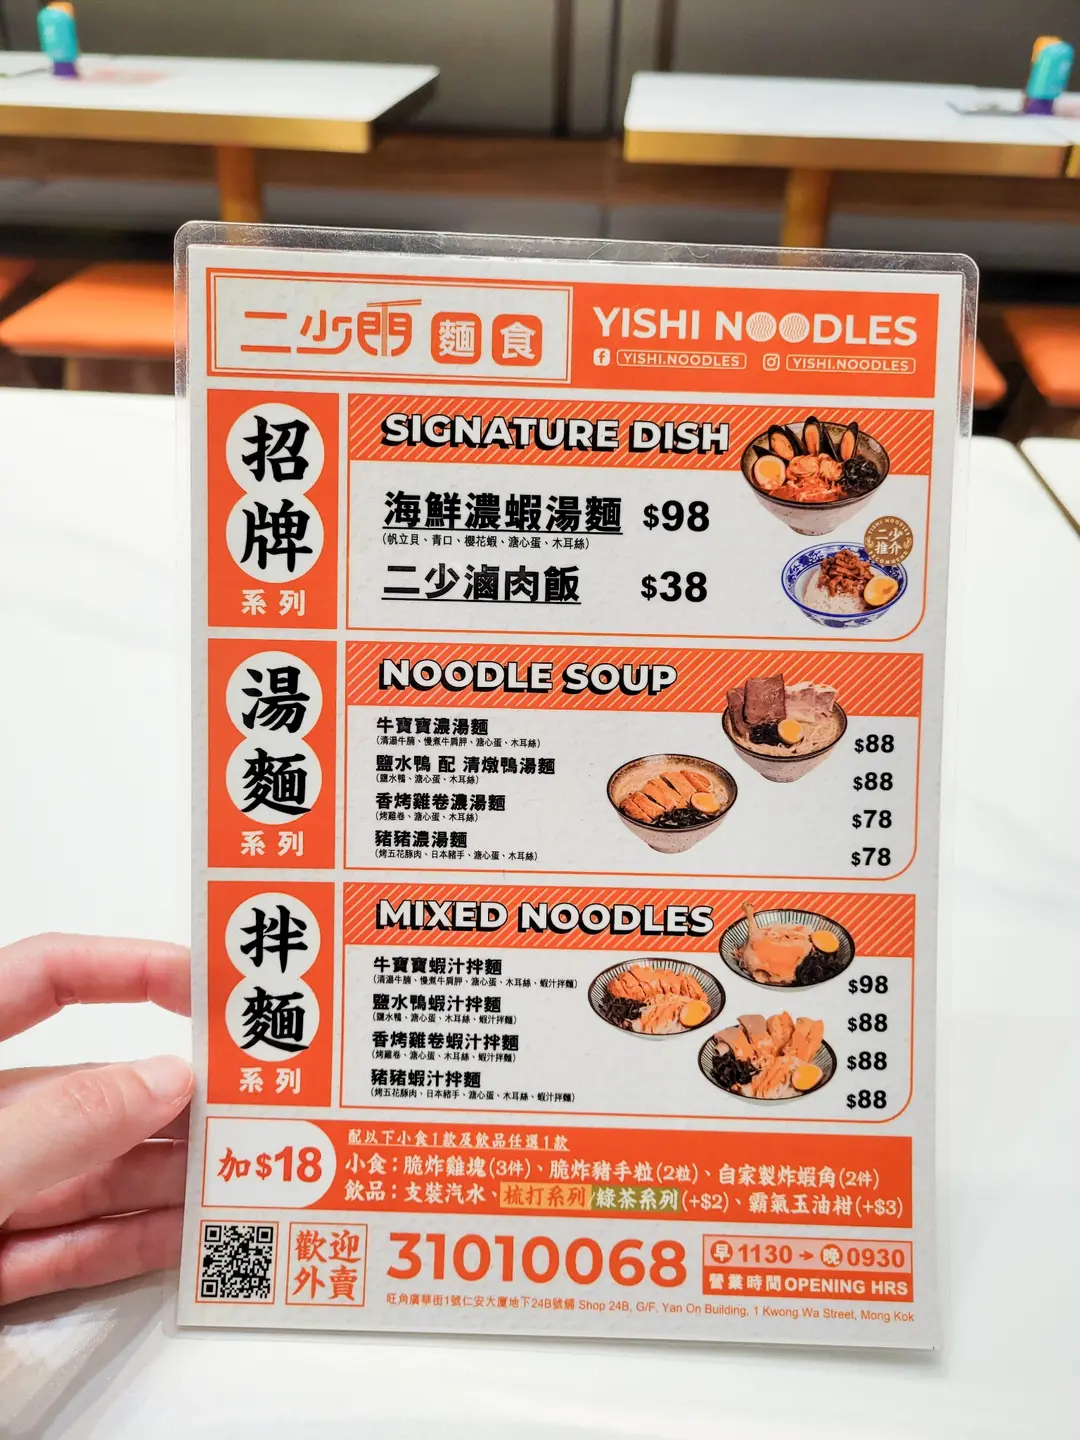 二少門 麵食
YISHI NOODLES
YISHI.NOODLES YISHI.NOODLES
招牌
系列
SIGNATURE DISH
海鮮濃蝦湯麵 $98
(帆立貝、青口、櫻花蝦、溏心蛋、木耳絲)
二少滷肉飯 $38
二少
推介
湯麵
系列
NOODLE SOUP
牛寶寶濃湯麵 $88
(清湯牛腩、慢煮牛肩胛、溏心蛋、木耳絲)
鹽水鴨 配 清燉鴨湯麵 $88
(鹽水鴨、溏心蛋、木耳絲)
香烤雞卷濃湯麵 $78
(烤雞卷、溏心蛋、木耳絲)
豬豬濃湯麵 $78
(烤五花豚肉、日本豬手、溏心蛋、木耳絲)
拌麵
系列
MIXED NOODLES
牛寶寶蝦汁拌麵 $98
(清湯牛腩、慢煮牛肩胛、溏心蛋、木耳絲、蝦汁拌麵)
鹽水鴨蝦汁拌麵 $88
(鹽水鴨、溏心蛋、木耳絲、蝦汁拌麵)
香烤雞卷蝦汁拌麵 $88
(烤雞卷、溏心蛋、木耳絲、蝦汁拌麵)
豬豬蝦汁拌麵 $88
(烤五花豚肉、日本豬手、溏心蛋、木耳絲、蝦汁拌麵)
加$18
配以下小食1款及飲品任選1款
小食：脆炸雞塊(3件)、脆炸豬手粒(2粒)、自家製炸蝦角(2件)
飲品：支裝汽水、梳打系列/綠茶系列(+$2)、霸氣玉油柑(+$3)
歡迎
外賣
31010068
早1130➔晚0930
營業時間OPENING HRS
旺角廣華街1號仁安大廈地下24B號舖 Shop 24B, G/F, Yan On Building, 1 Kwong Wa Street, Mong Kok